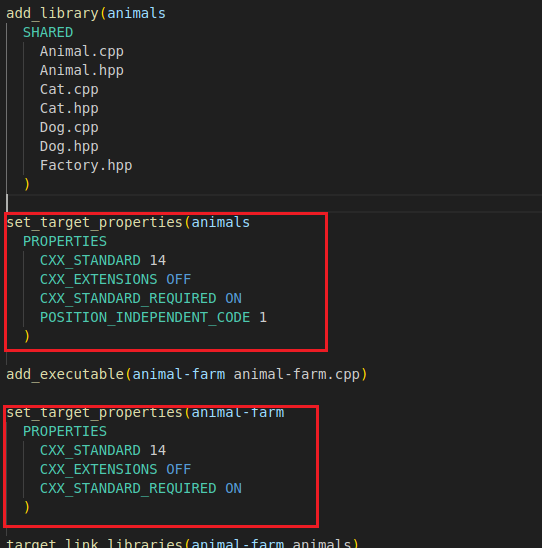 add_library(animals
SHARED
Animal.cpp
Animal.hpp
Cat.cpp
Cat.hpp
Dog.cpp
Dog.hpp
Factory.hpp
)
set_target_properties(animals
PROPERTIES
CXX_STANDARD 14
CXX_EXTENSIONS OFF
CXX_STANDARD_REQUIRED ON
POSITION_INDEPENDENT_CODE 1
)
add_executable(animal-farm animal-farm.cpp)
set_target_properties(animal-farm
PROPERTIES
CXX_STANDARD 14
CXX_EXTENSIONS OFF
CXX_STANDARD_REQUIRED ON
)
target_link_libraries(animal-farm animals)